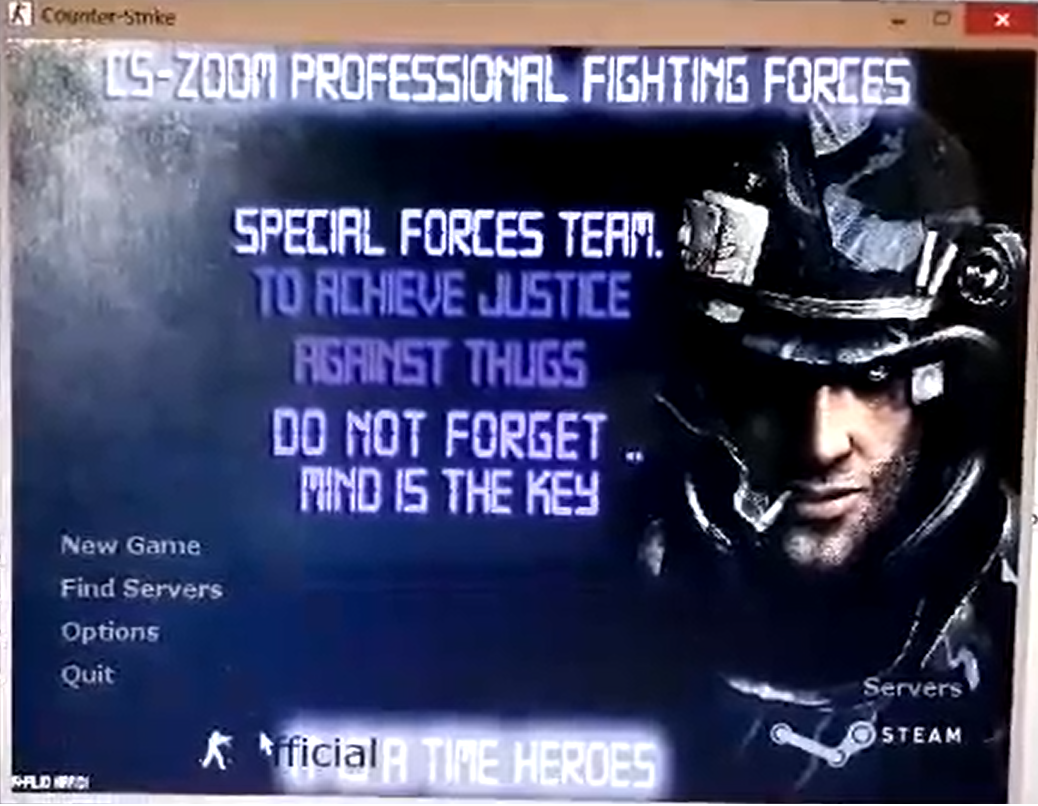 Counter-Strike
CS-ZOOM PROFESSIONAL FIGHTING FORCES
SPECIAL FORCES TEAM.
TO ACHIEVE JUSTICE
AGAINST THUGS
DO NOT FORGET ..
MIND IS THE KEY
New Game
Find Servers
Options
Quit
Servers
STEAM
A TIME HEROES